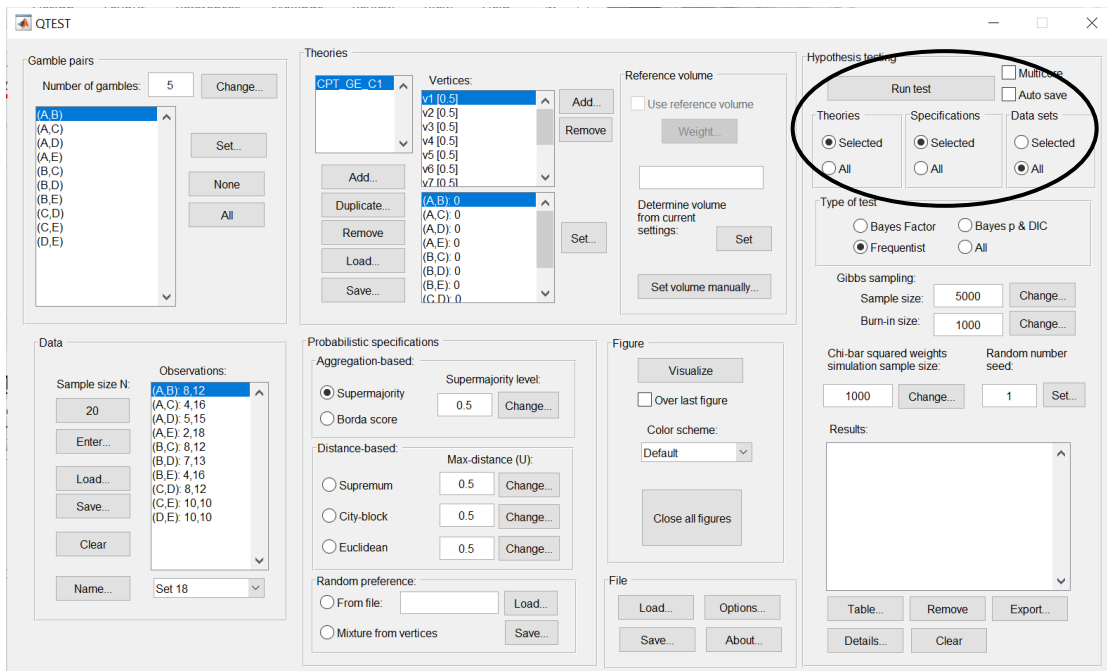 QTEST
Gamble pairs
Number of gambles: 5 Change...
(A,B)
(A,C)
(A,D)
(A,E)
(B,C)
(B,D)
(B,E)
(C,D)
(C,E)
(D,E)
Set...
None
All
Theories
CPT_GE_C1
Vertices:
v1 [0.5]
v2 [0.5]
v3 [0.5]
v4 [0.5]
v5 [0.5]
v6 [0.5]
v7 [0.5]
Add...
Remove
Add...
Duplicate...
Remove
Load...
Save...
(A,B): 0
(A,C): 0
(A,D): 0
(A,E): 0
(B,C): 0
(B,D): 0
(B,E): 0
(C,D): 0
Set...
Reference volume
Use reference volume
Weight...
Determine volume
from current
settings:
Set
Set volume manually...
Hypothesis testing
Run test
Multicore
Auto save
Theories
Selected
All
Specifications
Selected
All
Data sets
Selected
All
Type of test
Bayes Factor
Bayes p & DIC
Frequentist
All
Gibbs sampling:
Sample size: 5000 Change...
Burn-in size: 1000 Change...
Chi-bar squared weights
simulation sample size:
1000 Change...
Random number
seed:
1 Set...
Results:
Table...
Remove
Export...
Details...
Clear
Data
Sample size N:
20
Enter...
Load...
Save...
Clear
Name...
Observations:
(A,B): 8,12
(A,C): 4,16
(A,D): 5,15
(A,E): 2,18
(B,C): 8,12
(B,D): 7,13
(B,E): 4,16
(C,D): 8,12
(C,E): 10,10
(D,E): 10,10
Set 18
Probabilistic specifications
Aggregation-based:
Supermajority
Borda score
Supermajority level:
0.5 Change...
Distance-based:
Max-distance (U):
Supremum 0.5 Change...
City-block 0.5 Change...
Euclidean 0.5 Change...
Random preference:
From file: Load...
Mixture from vertices Save...
Figure
Visualize
Over last figure
Color scheme:
Default
Close all figures
File
Load...
Options...
Save...
About...